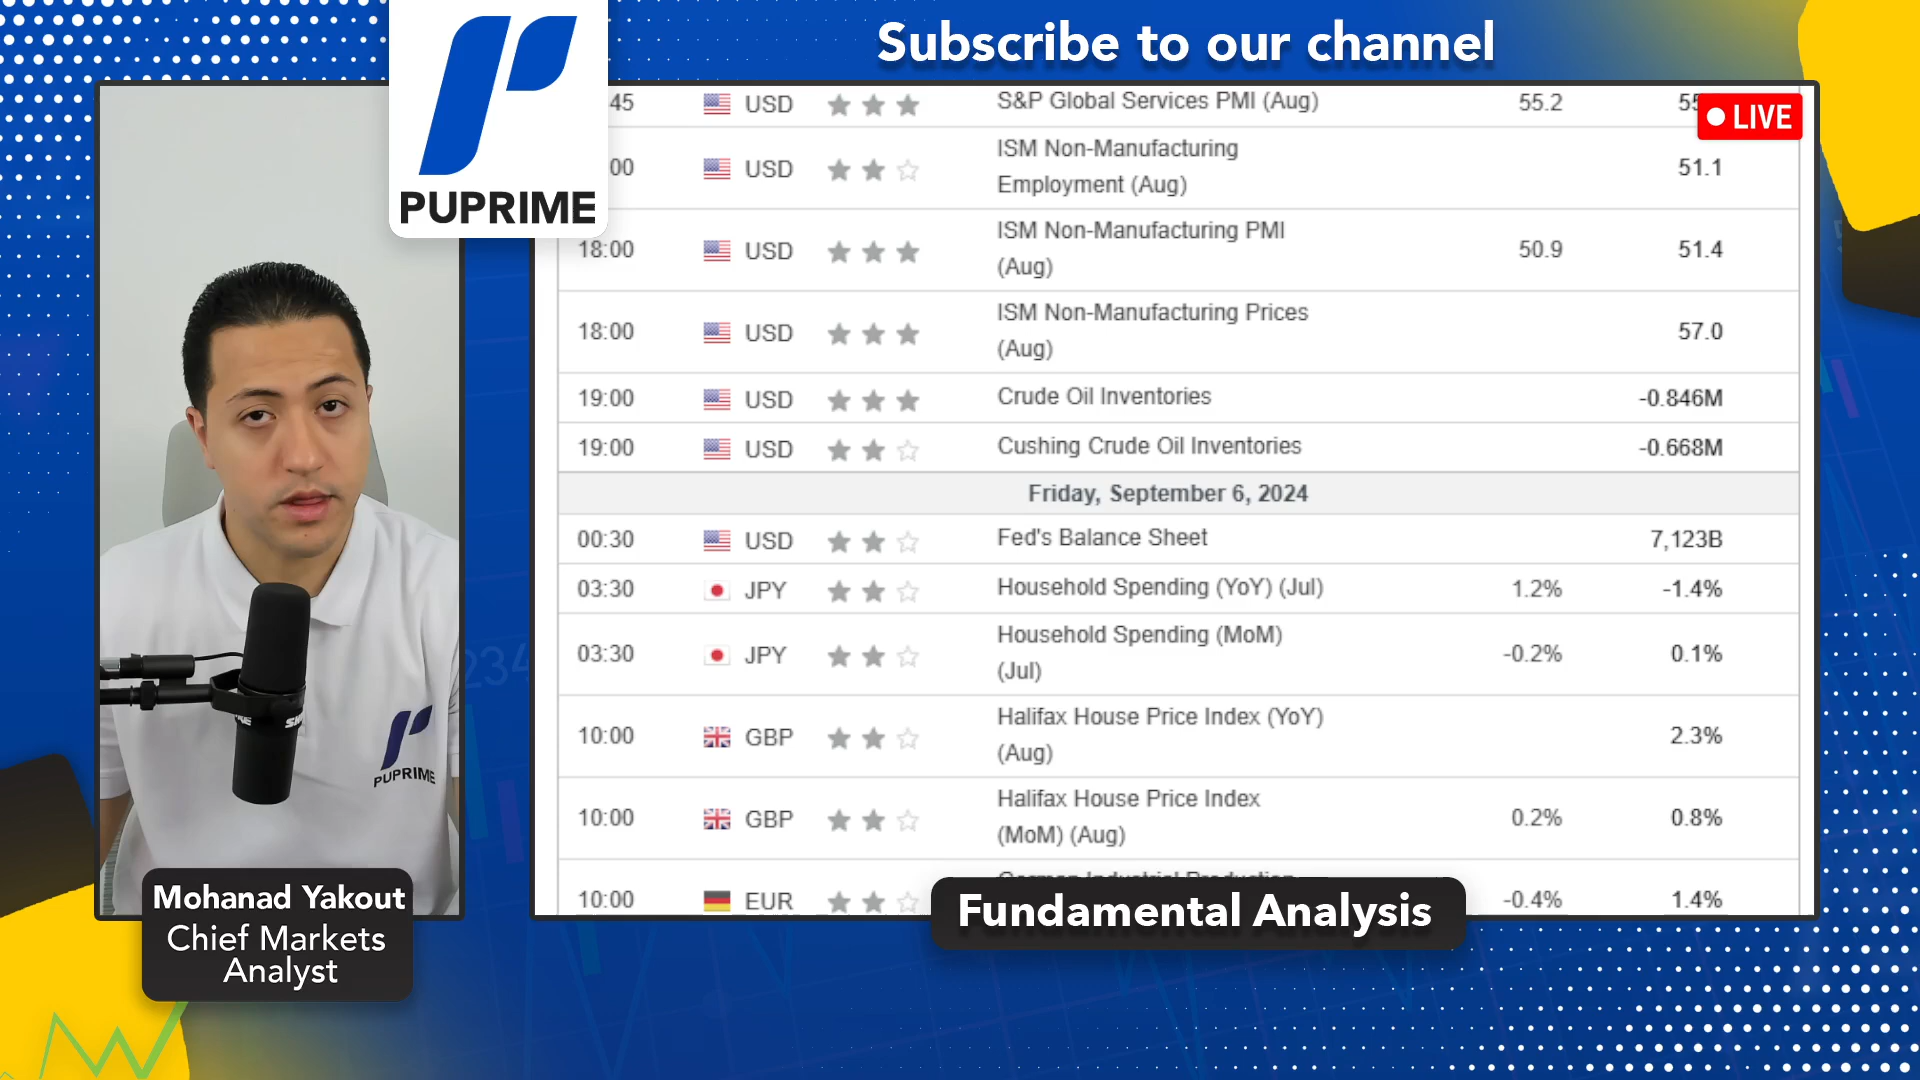 Subscribe to our channel
PUPRIME
LIVE
45 USD S&P Global Services PMI (Aug) 55.2
00 USD ISM Non-Manufacturing Employment (Aug) 51.1
18:00 USD ISM Non-Manufacturing PMI (Aug) 50.9 51.4
18:00 USD ISM Non-Manufacturing Prices (Aug) 57.0
19:00 USD Crude Oil Inventories -0.846M
19:00 USD Cushing Crude Oil Inventories -0.668M
Friday, September 6, 2024
00:30 USD Fed's Balance Sheet 7,123B
03:30 JPY Household Spending (YoY) (Jul) 1.2% -1.4%
03:30 JPY Household Spending (MoM) (Jul) -0.2% 0.1%
10:00 GBP Halifax House Price Index (YoY) (Aug) 2.3%
10:00 GBP Halifax House Price Index (MoM) (Aug) 0.2% 0.8%
10:00 EUR -0.4% 1.4%
Fundamental Analysis
PUPRIME
Mohanad Yakout
Chief Markets
Analyst